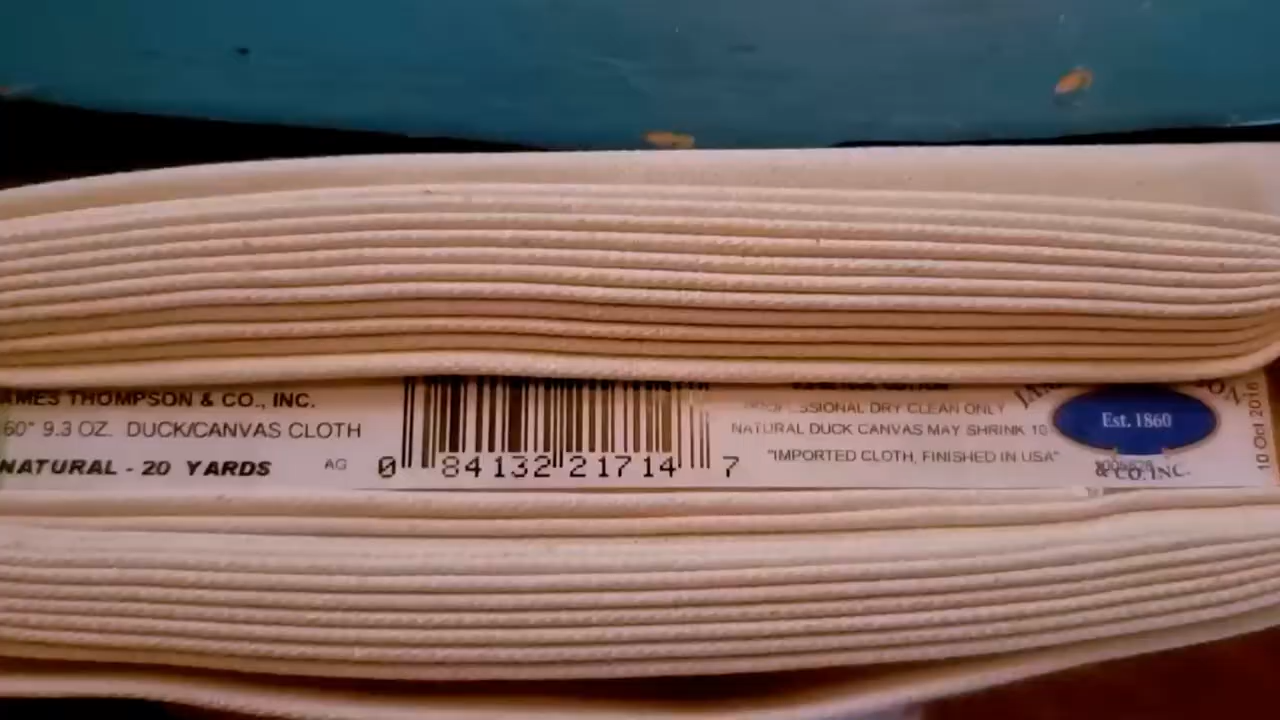 AMES THOMPSON & CO., INC.
60" 9.3 OZ. DUCK/CANVAS CLOTH
NATURAL - 20 YARDS AG
0 84132 21714 7
PROFESSIONAL DRY CLEAN ONLY
NATURAL DUCK CANVAS MAY SHRINK 10
"IMPORTED CLOTH, FINISHED IN USA"
Est. 1860
& CO. INC.
10 Oct 2016